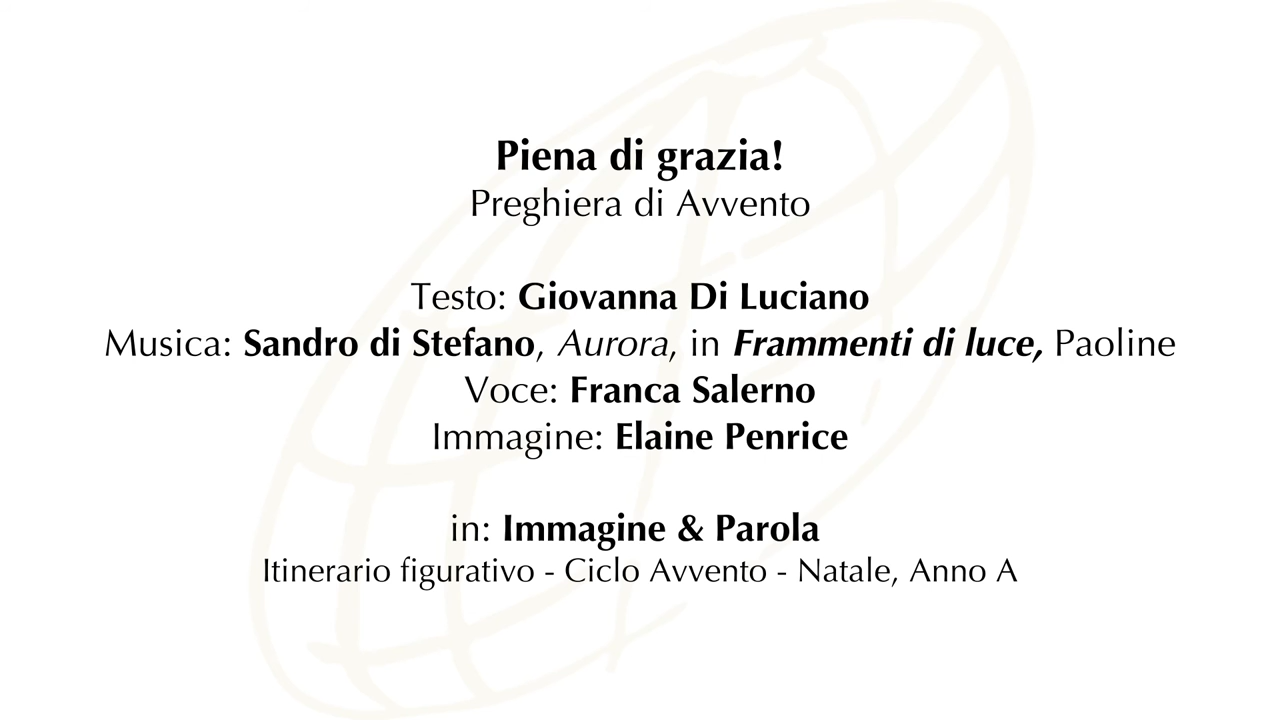 Piena di grazia!
Preghiera di Avvento
Testo: Giovanna Di Luciano
Musica: Sandro di Stefano, Aurora, in Frammenti di luce, Paoline
Voce: Franca Salerno
Immagine: Elaine Penrice
in: Immagine & Parola
Itinerario figurativo - Ciclo Avvento - Natale, Anno A